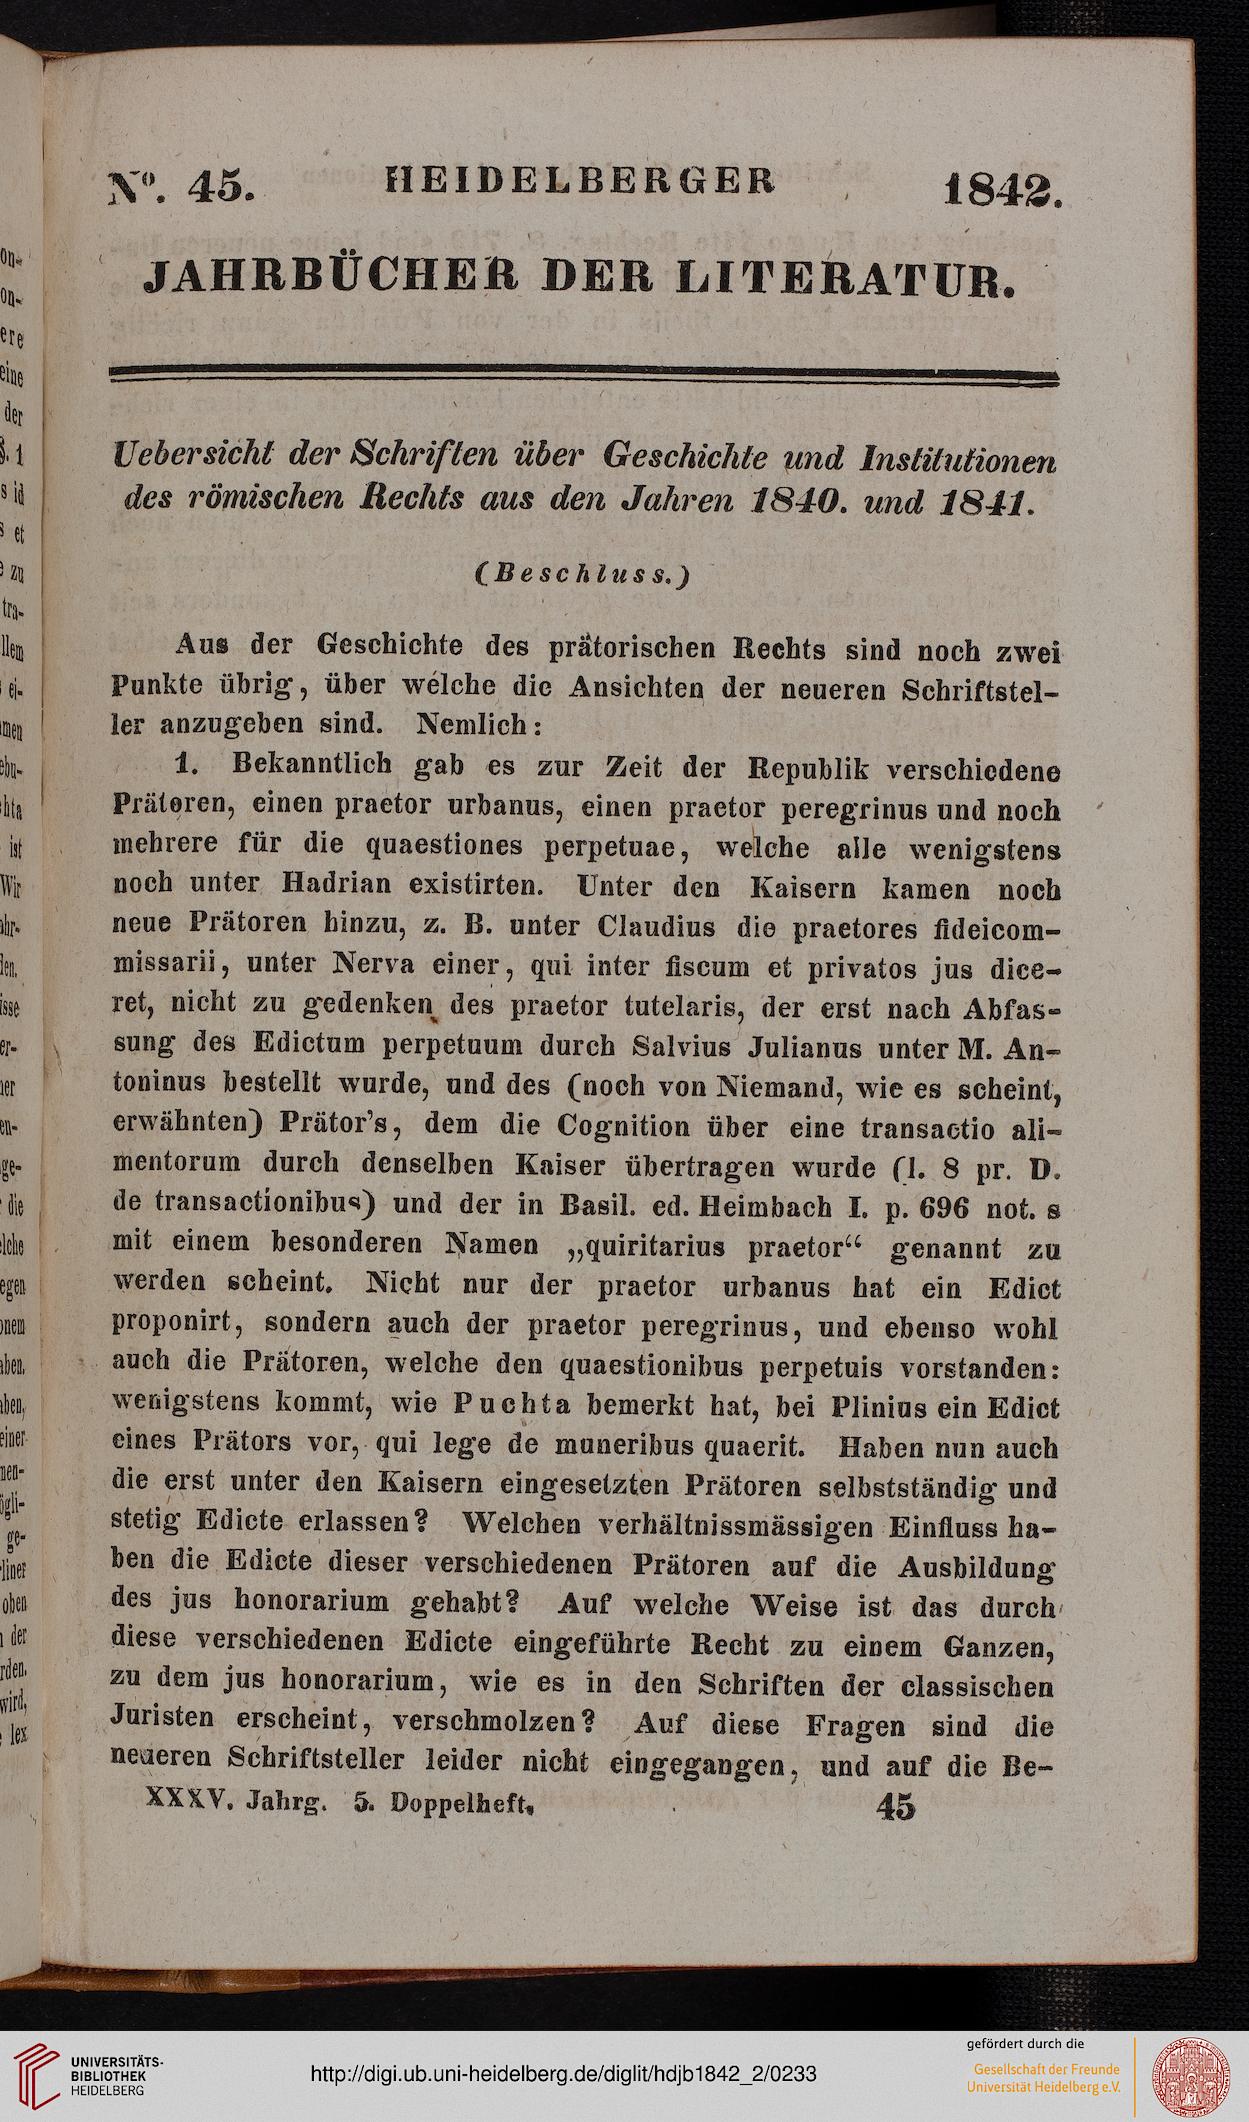 Nº. 45. HEIDELBERGER 1842.
JAHRBÜCHER DER LITERATUR.
Uebersicht der Schriften über Geschichte und Institutionen
des römischen Rechts aus den Jahren 1840. und 1841.
(Beschluss.)
Aus der Geschichte des prätorischen Rechts sind noch zwei
Punkte übrig, über welche die Ansichten der neueren Schriftstel-
ler anzugeben sind. Nemlich:
1. Bekanntlich gab es zur Zeit der Republik verschiedene
Prätoren, einen praetor urbanus, einen praetor peregrinus und noch
mehrere für die quaestiones perpetuae, welche alle wenigstens
noch unter Hadrian existirten. Unter den Kaisern kamen noch
neue Prätoren hinzu, z. B. unter Claudius die praetores fideicom-
missarii, unter Nerva einer, qui inter fiscum et privatos jus dice-
ret, nicht zu gedenken des praetor tutelaris, der erst nach Abfas-
sung des Edictum perpetuum durch Salvius Julianus unter M. An-
toninus bestellt wurde, und des (noch von Niemand, wie es scheint,
erwähnten) Prätor's, dem die Cognition über eine transactio ali-
mentorum durch denselben Kaiser übertragen wurde (l. 8 pr. D.
de transactionibus) und der in Basil. ed. Heimbach I. p. 696 not. s
mit einem besonderen Namen „quiritarius praetor“ genannt zu
werden scheint. Nicht nur der praetor urbanus hat ein Edict
proponirt, sondern auch der praetor peregrinus, und ebenso wohl
auch die Prätoren, welche den quaestionibus perpetuis vorstanden:
wenigstens kommt, wie Puchta bemerkt hat, bei Plinius ein Edict
eines Prätors vor, qui lege de muneribus quaerit. Haben nun auch
die erst unter den Kaisern eingesetzten Prätoren selbstständig und
stetig Edicte erlassen? Welchen verhältnissmässigen Einfluss ha-
ben die Edicte dieser verschiedenen Prätoren auf die Ausbildung
des jus honorarium gehabt? Auf welche Weise ist das durch
diese verschiedenen Edicte eingeführte Recht zu einem Ganzen,
zu dem jus honorarium, wie es in den Schriften der classischen
Juristen erscheint, verschmolzen? Auf diese Fragen sind die
neueren Schriftsteller leider nicht eingegangen, und auf die Be-
XXXV. Jahrg. 5. Doppelheft. 45
UNIVERSITÄTS-
BIBLIOTHEK
HEIDELBERG
http://digi.ub.uni-heidelberg.de/diglit/hdjb1842_2/0233
gefördert durch die
Gesellschaft der Freunde
Universität Heidelberg e.V.